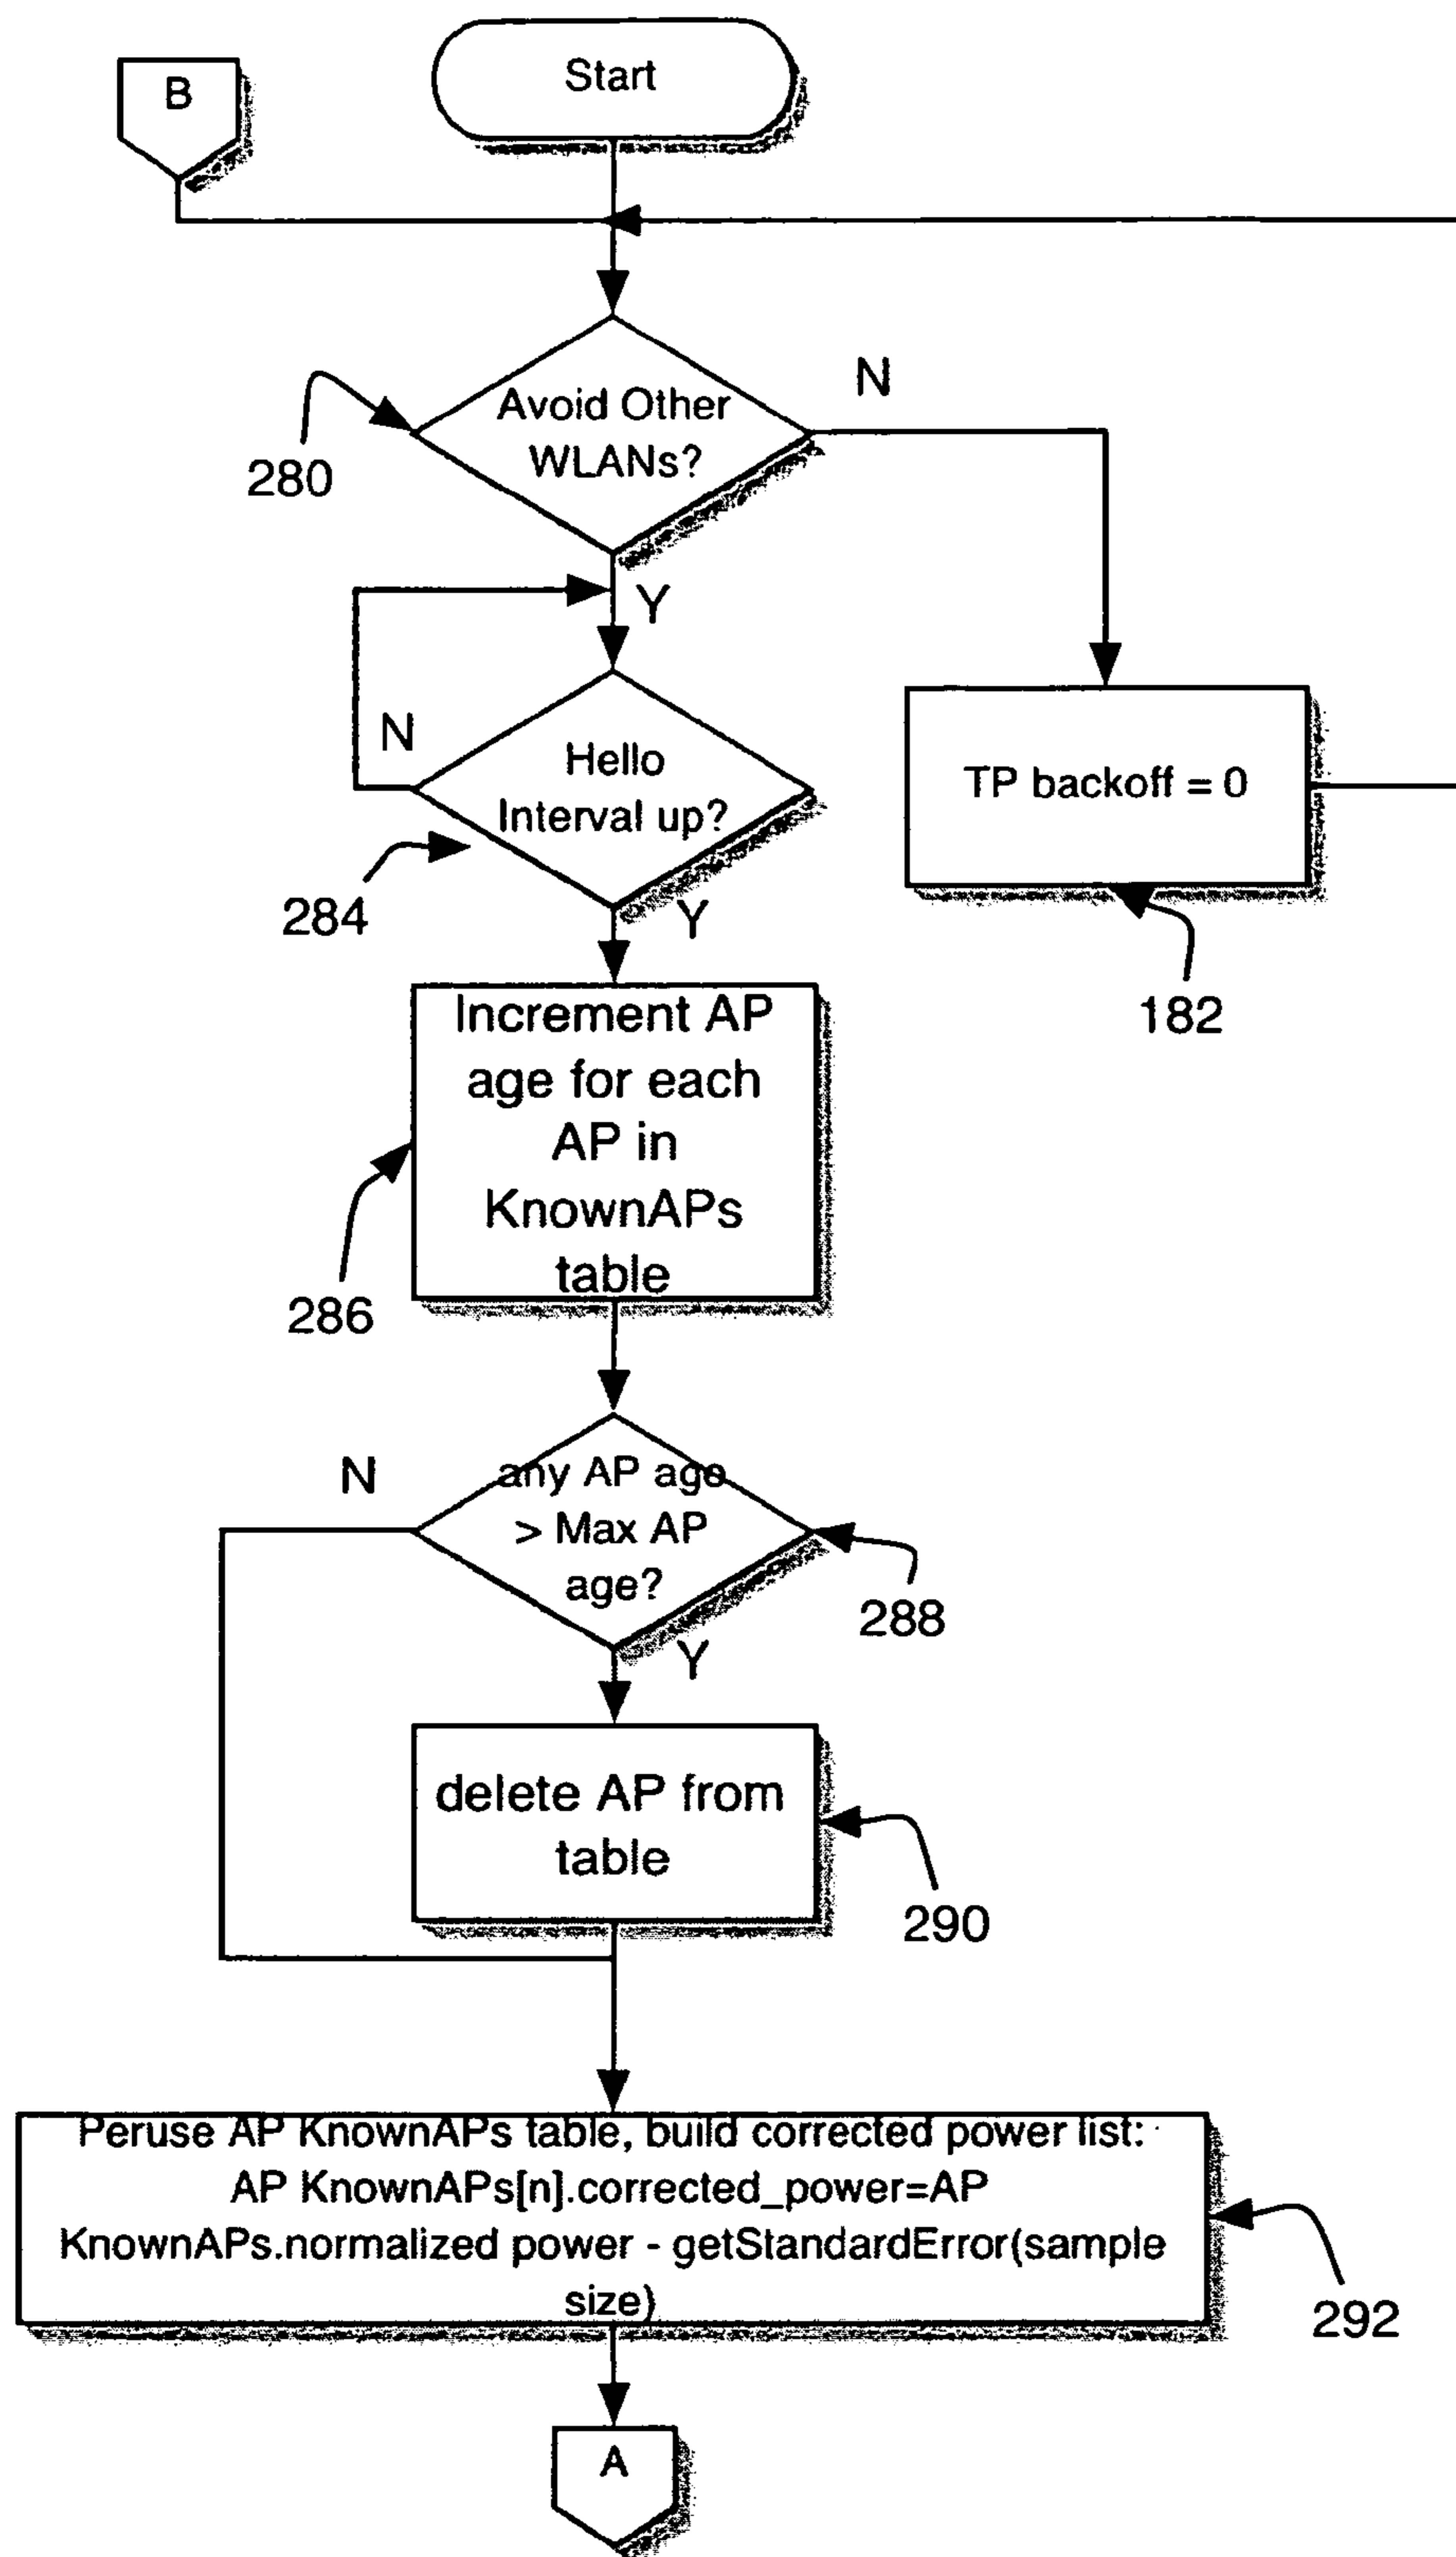 B
Start
Avoid Other
WLANs?
N
280
Y
N
Hello
Interval up?
TP backoff = 0
284
Y
182
Increment AP
age for each
AP in
KnownAPs
table
286
N
any AP age
> Max AP
age?
288
Y
delete AP from
table
290
Peruse AP KnownAPs table, build corrected power list:
AP KnownAPs[n].corrected_power=AP
KnownAPs.normalized power - getStandardError(sample
size)
292
A